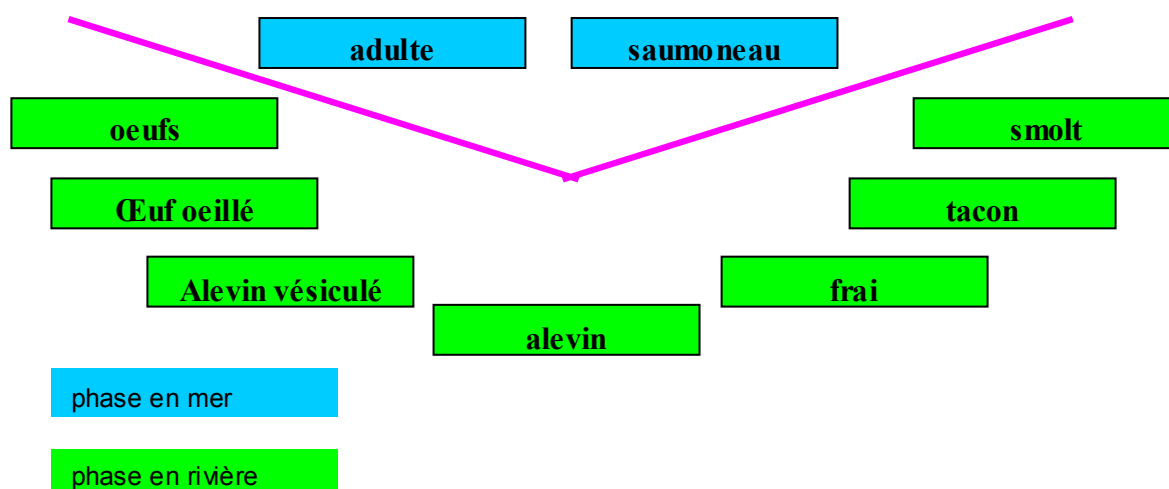 adulte saumoneau
oeufs smolt
Œuf oeillé tacon
Alevin vésiculé frai
alevin
phase en mer
phase en rivière